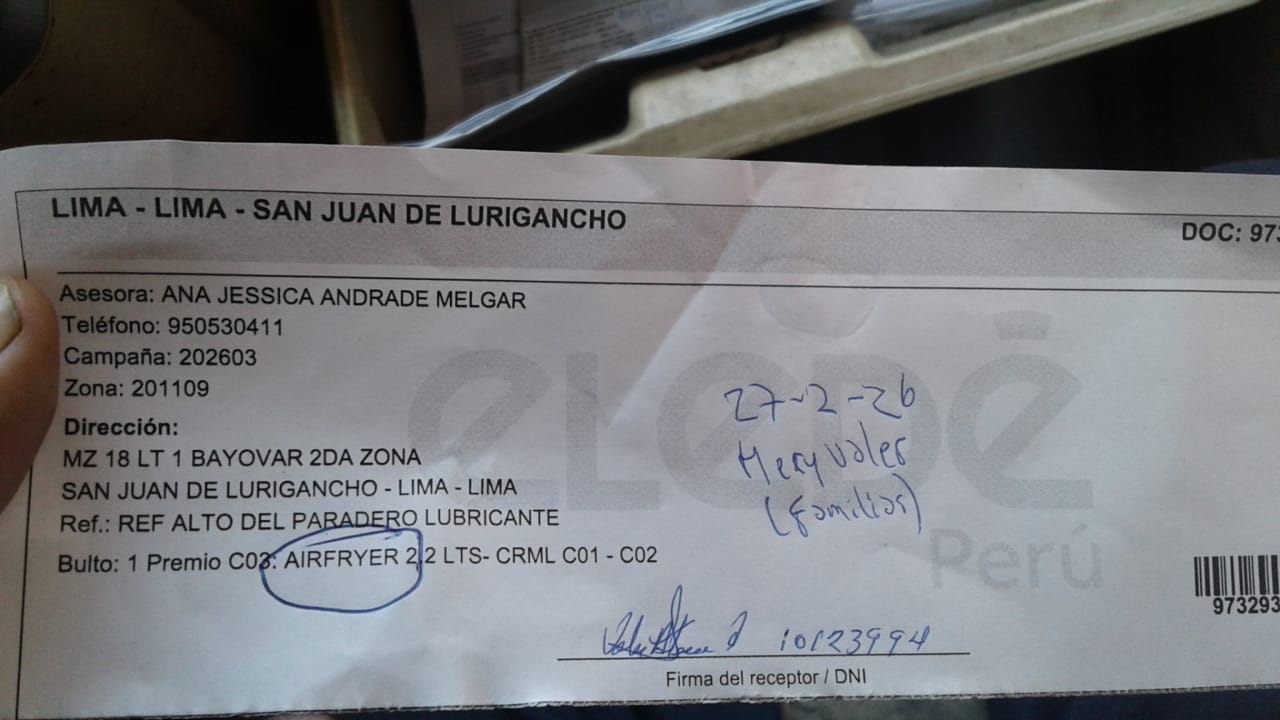 LIMA - LIMA - SAN JUAN DE LURIGANCHO
DOC: 973
Asesora: ANA JESSICA ANDRADE MELGAR
Teléfono: 950530411
Campaña: 202603
Zona: 201109
Dirección:
MZ 18 LT 1 BAYOVAR 2DA ZONA
SAN JUAN DE LURIGANCHO - LIMA - LIMA
Ref.: REF ALTO DEL PARADERO LUBRICANTE
Bulto: 1 Premio C03: AIRFRYER 2.2 LTS- CRML C01 - C02
27-2-26
Mery Valer
(familiar)
Perú
973293
10123994
Firma del receptor / DNI